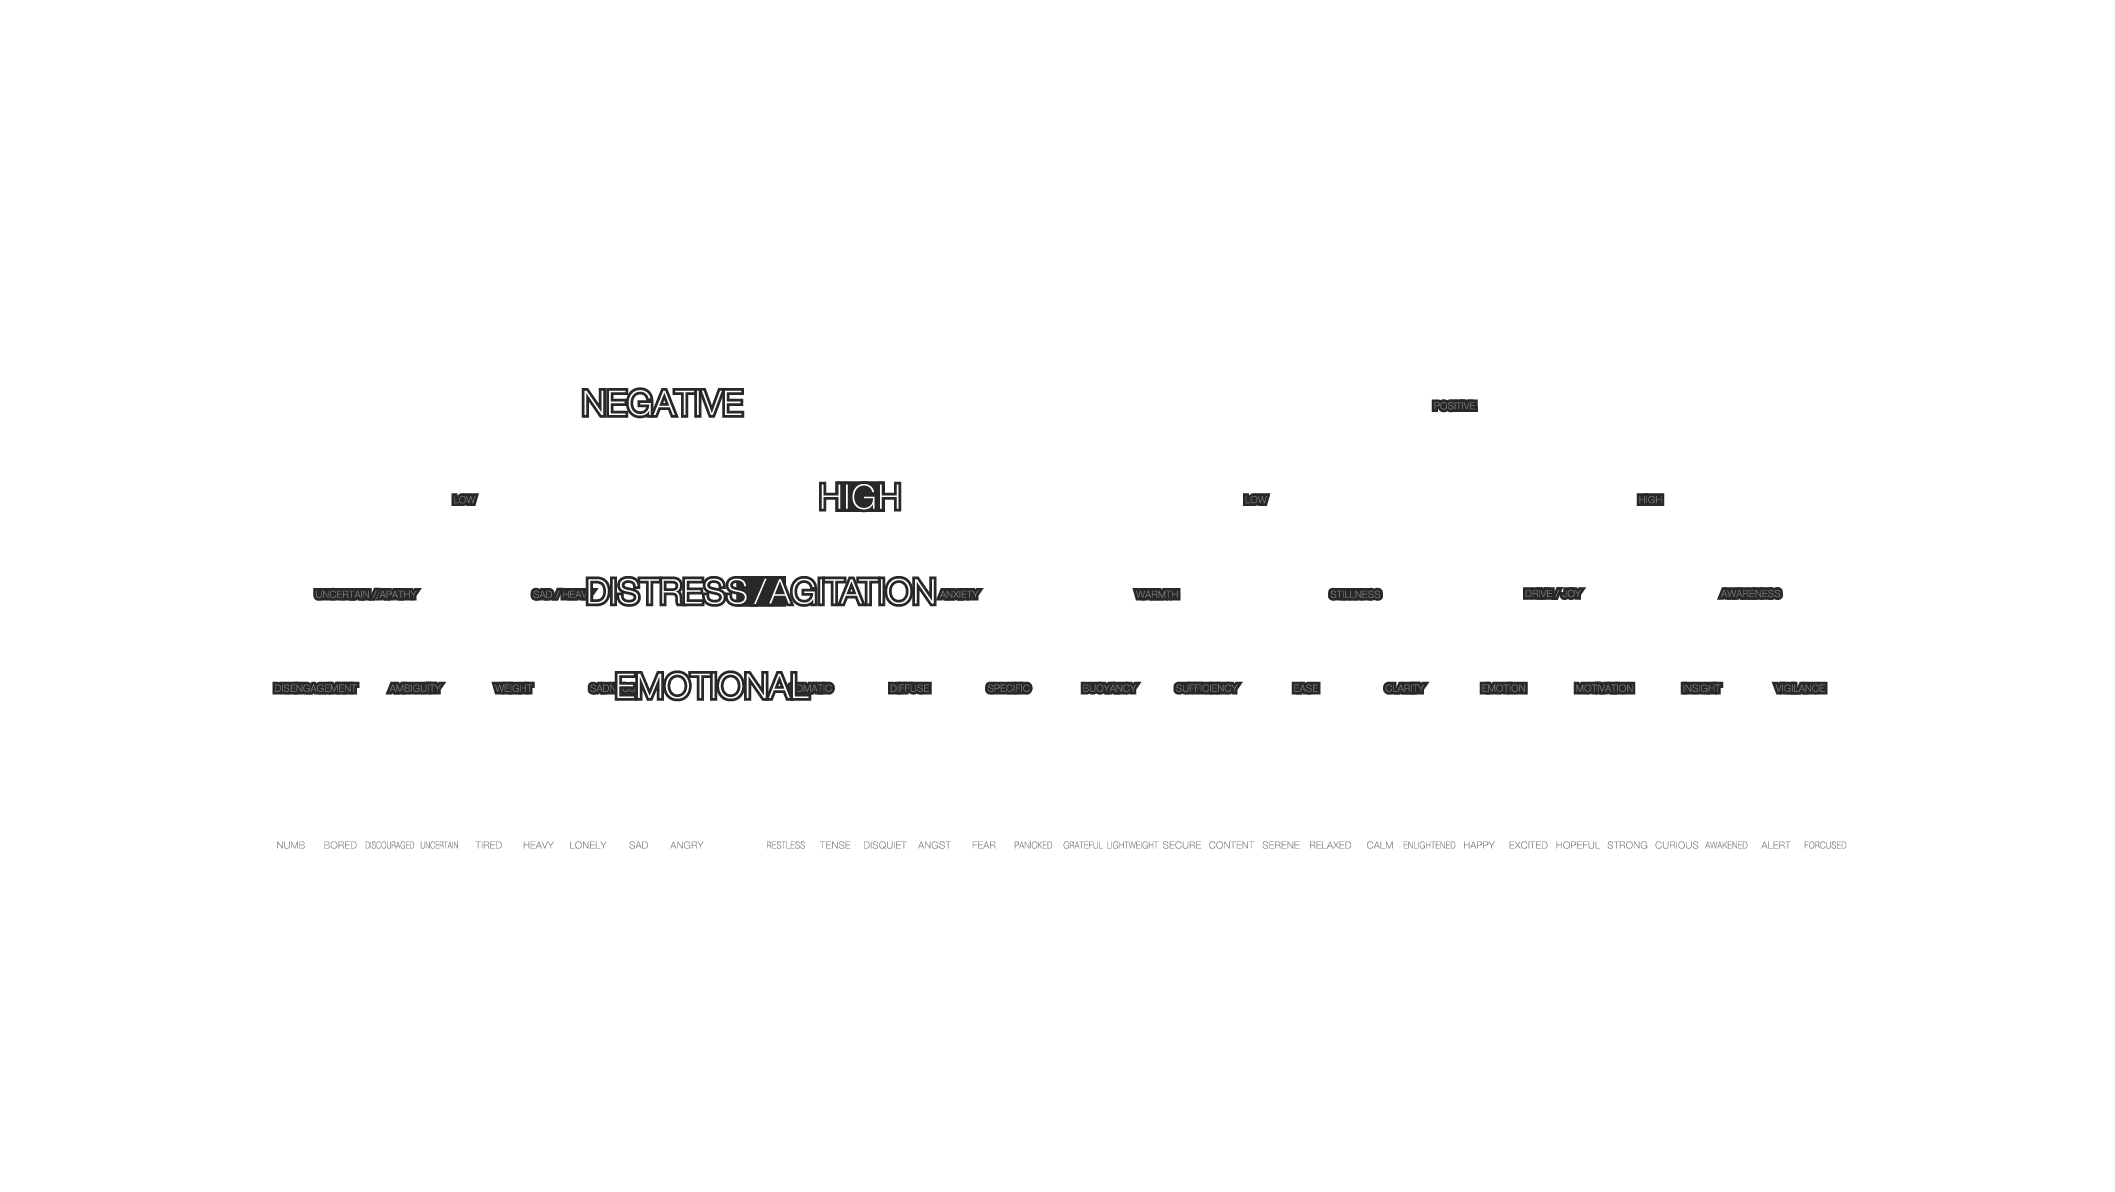 NEGATIVE POSITIVE
LOW HIGH LOW HIGH
UNCERTAIN / APATHY SAD / HEAV DISTRESS / AGITATION ANXIETY WARMTH STILLNESS DRIVE / JOY AWARENESS
DISENGAGEMENT AMBIGUITY WEIGHT SADN EMOTIONAL OMATIC DIFFUSE SPECIFIC BUOYANCY SUFFICIENCY EASE CLARITY EMOTION MOTIVATION INSIGHT VIGILANCE
NUMB BORED DISCOURAGED UNCERTAIN TIRED HEAVY LONELY SAD ANGRY RESTLESS TENSE DISQUIET ANGST FEAR PANICKED GRATEFUL LIGHTWEIGHT SECURE CONTENT SERENE RELAXED CALM ENLIGHTENED HAPPY EXCITED HOPEFUL STRONG CURIOUS AWAKENED ALERT FORCUSED